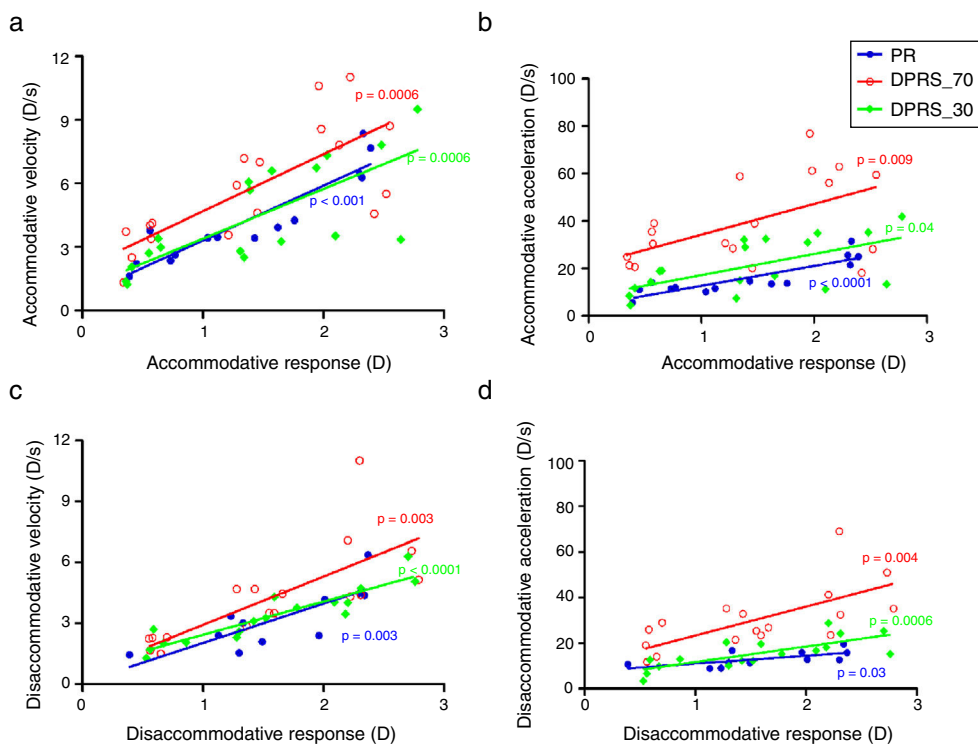 a
Accommodative velocity (D/s)
12
9
6
3
0
p = 0.0006
p = 0.0006
p < 0.001
0 1 2 3
Accommodative response (D)
b
PR
DPRS_70
DPRS_30
Accommodative acceleration (D/s)
100
80
60
40
20
0
p = 0.009
p = 0.04
p < 0.0001
0 1 2 3
Accommodative response (D)
c
Disaccommodative velocity (D/s)
12
9
6
3
0
p = 0.003
p < 0.0001
p = 0.003
0 1 2 3
Disaccommodative response (D)
d
Disaccommodative acceleration (D/s)
100
80
60
40
20
0
p = 0.004
p = 0.0006
p = 0.03
0 1 2 3
Disaccommodative response (D)